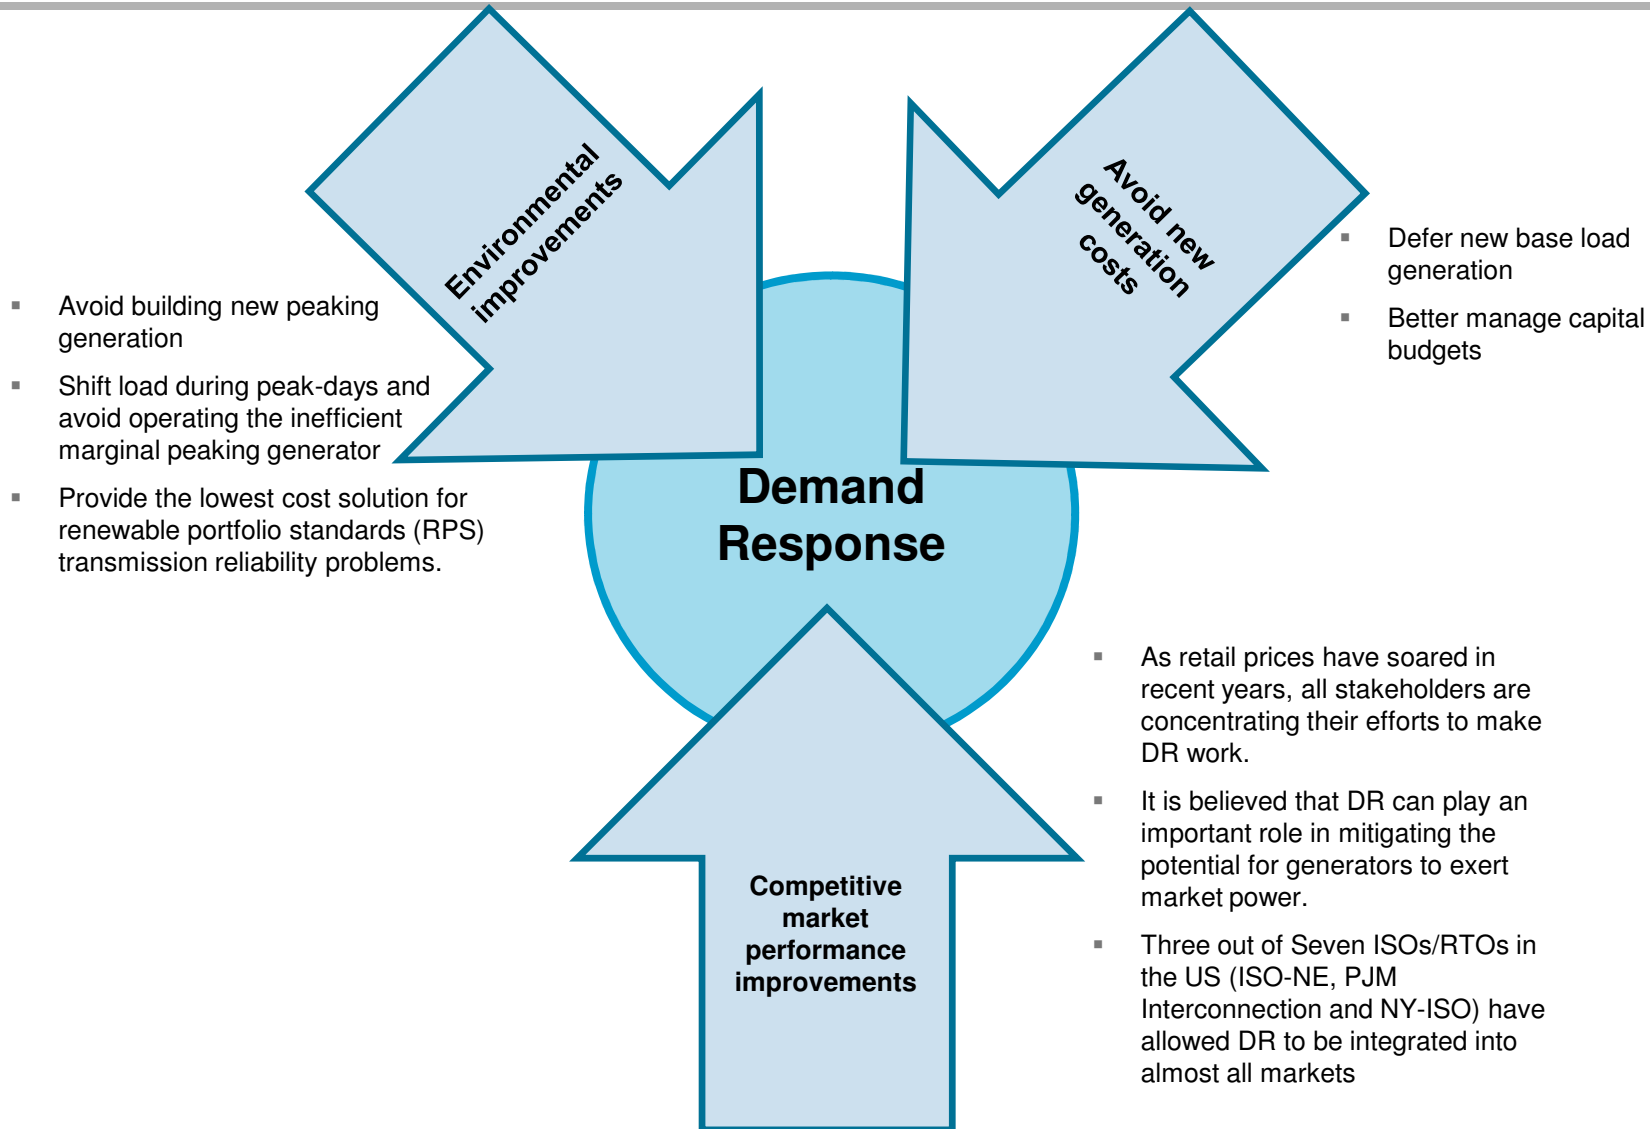 Environmental
improvements
Avoid new
generation
costs
▪ Defer new base load
generation
▪ Better manage capital
budgets
▪ Avoid building new peaking
generation
▪ Shift load during peak-days and
avoid operating the inefficient
marginal peaking generator
▪ Provide the lowest cost solution for
renewable portfolio standards (RPS)
transmission reliability problems.
Demand
Response
Competitive
market
performance
improvements
▪ As retail prices have soared in
recent years, all stakeholders are
concentrating their efforts to make
DR work.
▪ It is believed that DR can play an
important role in mitigating the
potential for generators to exert
market power.
▪ Three out of Seven ISOs/RTOs in
the US (ISO-NE, PJM
Interconnection and NY-ISO) have
allowed DR to be integrated into
almost all markets